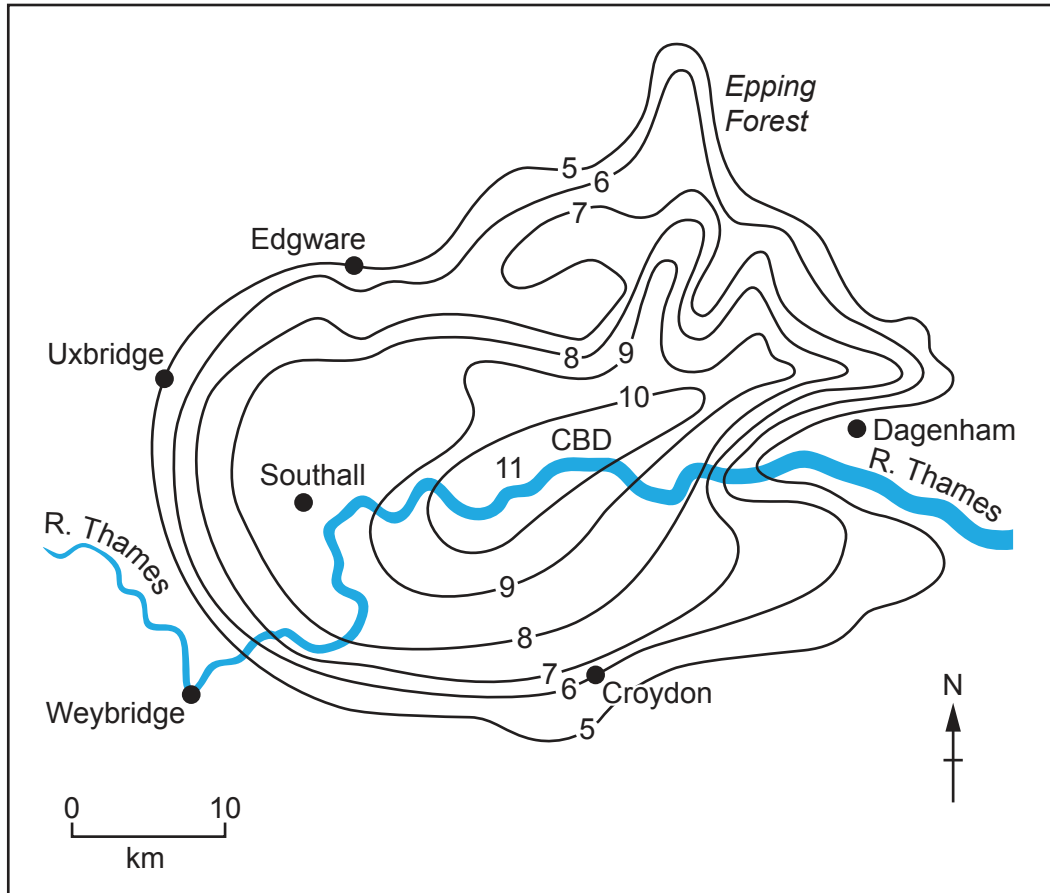 Epping
Forest
5
6
7
Edgware
Uxbridge
8
9
10
CBD
Dagenham
11
Southall
R. Thames
R. Thames
9
8
7
6
Croydon
Weybridge
5
N
0 10
km